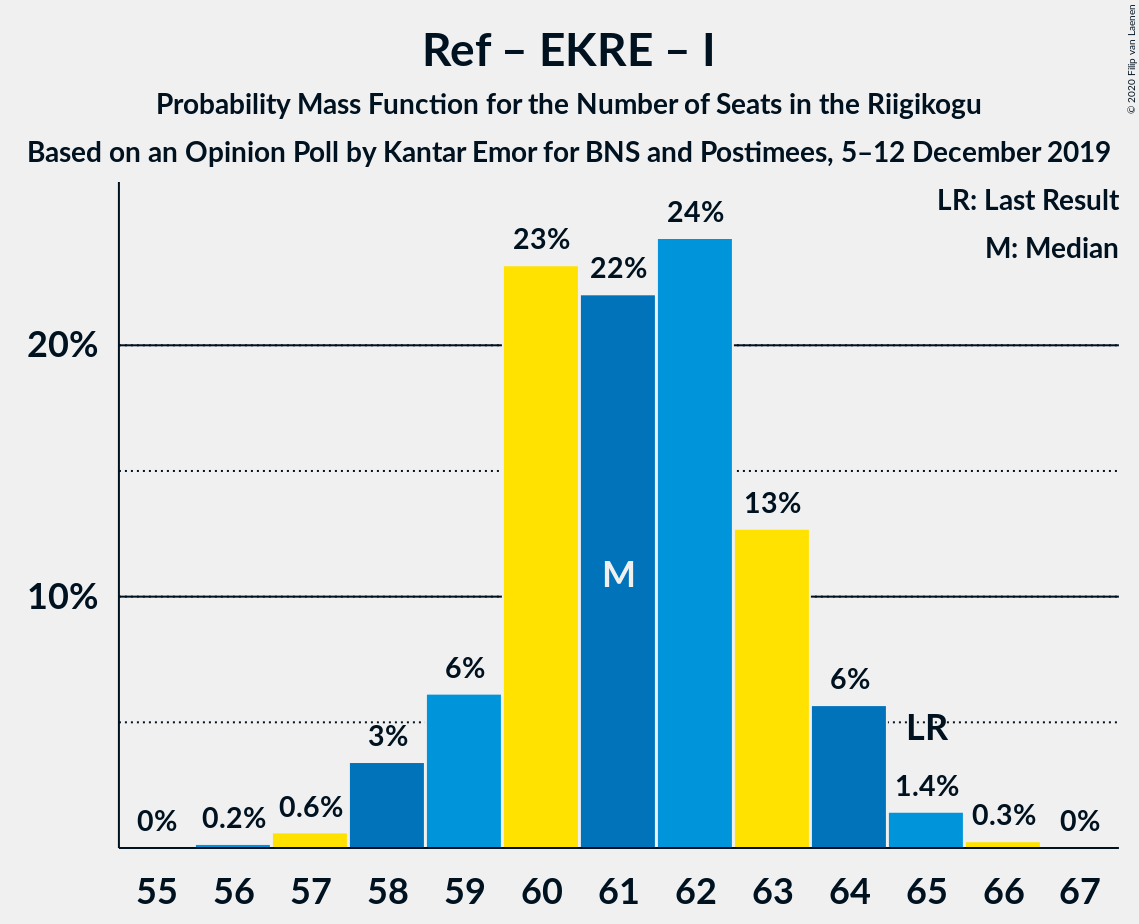 Ref – EKRE – I
Probability Mass Function for the Number of Seats in the Riigikogu
Based on an Opinion Poll by Kantar Emor for BNS and Postimees, 5–12 December 2019
© 2020 Filip van Laenen
LR: Last Result
M: Median
24%
23%
22%
20%
13%
M
10%
6%
6%
LR
3%
1.4%
0.6%
0.3%
0.2%
0%
0%
55 56 57 58 59 60 61 62 63 64 65 66 67